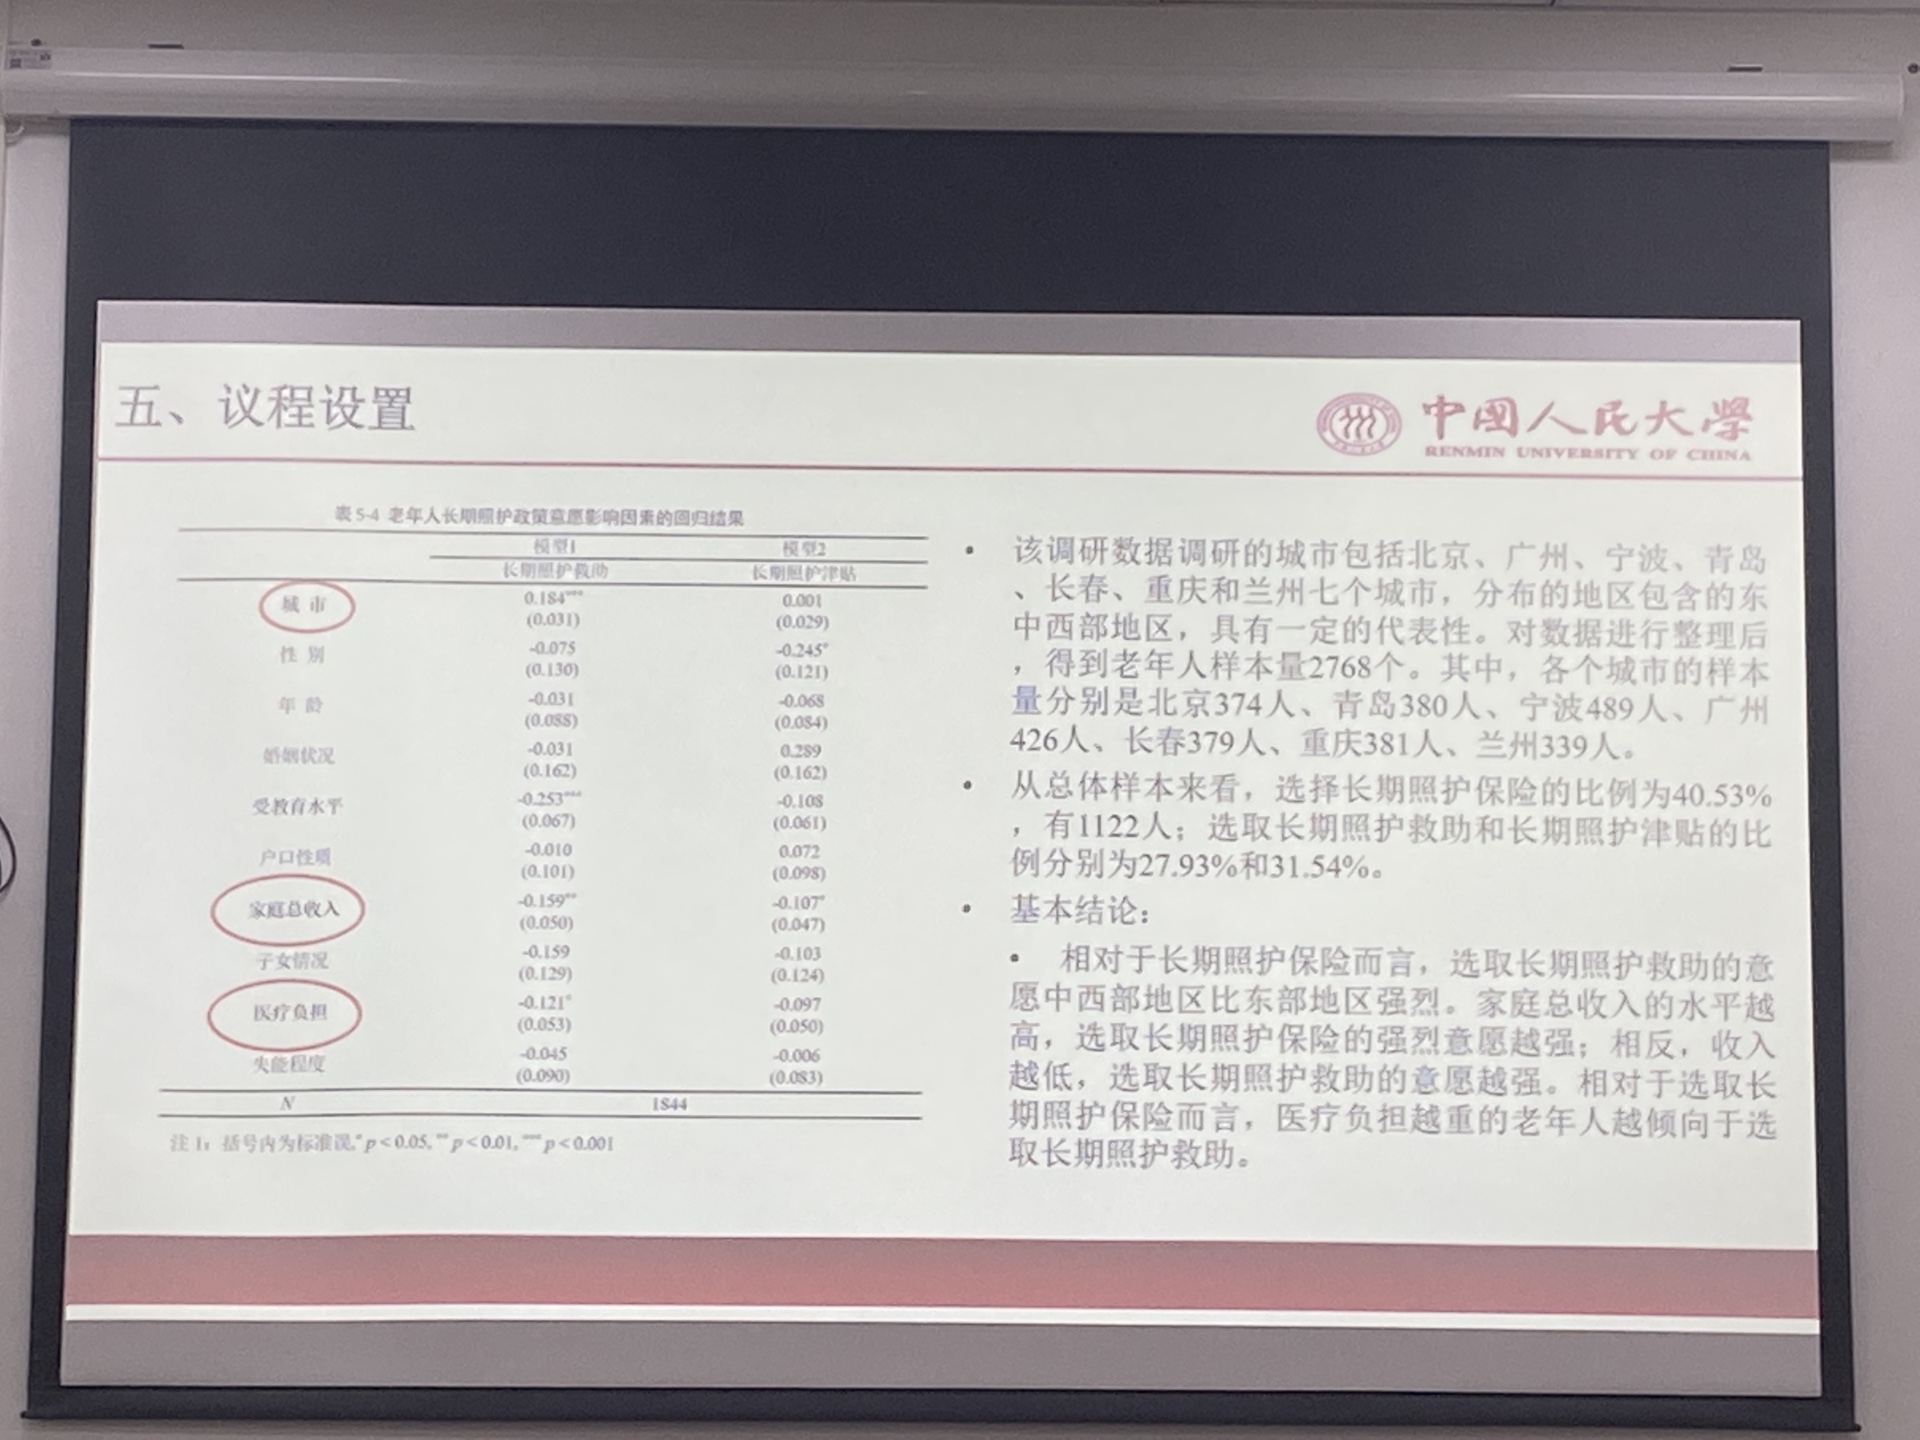 五、议程设置
中国人民大學
RENMIN UNIVERSITY OF CHINA
表 5-4 老年人长期照护政策意愿影响因素的回归结果
模型1 模型2
长期照护救助 长期照护津贴
城 市 0.184*** 0.001
(0.031) (0.029)
性 别 -0.075 -0.245*
(0.130) (0.121)
年 龄 -0.031 -0.068
(0.088) (0.084)
婚姻状况 -0.031 0.289
(0.162) (0.162)
受教育水平 -0.253*** -0.108
(0.067) (0.061)
户口性质 -0.010 0.072
(0.101) (0.098)
家庭总收入 -0.159** -0.107*
(0.050) (0.047)
子女情况 -0.159 -0.103
(0.129) (0.124)
医疗负担 -0.121* -0.097
(0.053) (0.050)
失能程度 -0.045 -0.006
(0.090) (0.083)
N 1844
注 1：括号内为标准误,* p < 0.05, ** p < 0.01, *** p < 0.001
• 该调研数据调研的城市包括北京、广州、宁波、青岛
、长春、重庆和兰州七个城市，分布的地区包含的东
中西部地区，具有一定的代表性。对数据进行整理后
，得到老年人样本量2768个。其中，各个城市的样本
量分别是北京374人、青岛380人、宁波489人、广州
426人、长春379人、重庆381人、兰州339人。
• 从总体样本来看，选择长期照护保险的比例为40.53%
，有1122人；选取长期照护救助和长期照护津贴的比
例分别为27.93%和31.54%。
• 基本结论：
• 相对于长期照护保险而言，选取长期照护救助的意
愿中西部地区比东部地区强烈。家庭总收入的水平越
高，选取长期照护保险的强烈意愿越强；相反，收入
越低，选取长期照护救助的意愿越强。相对于选取长
期照护保险而言，医疗负担越重的老年人越倾向于选
取长期照护救助。